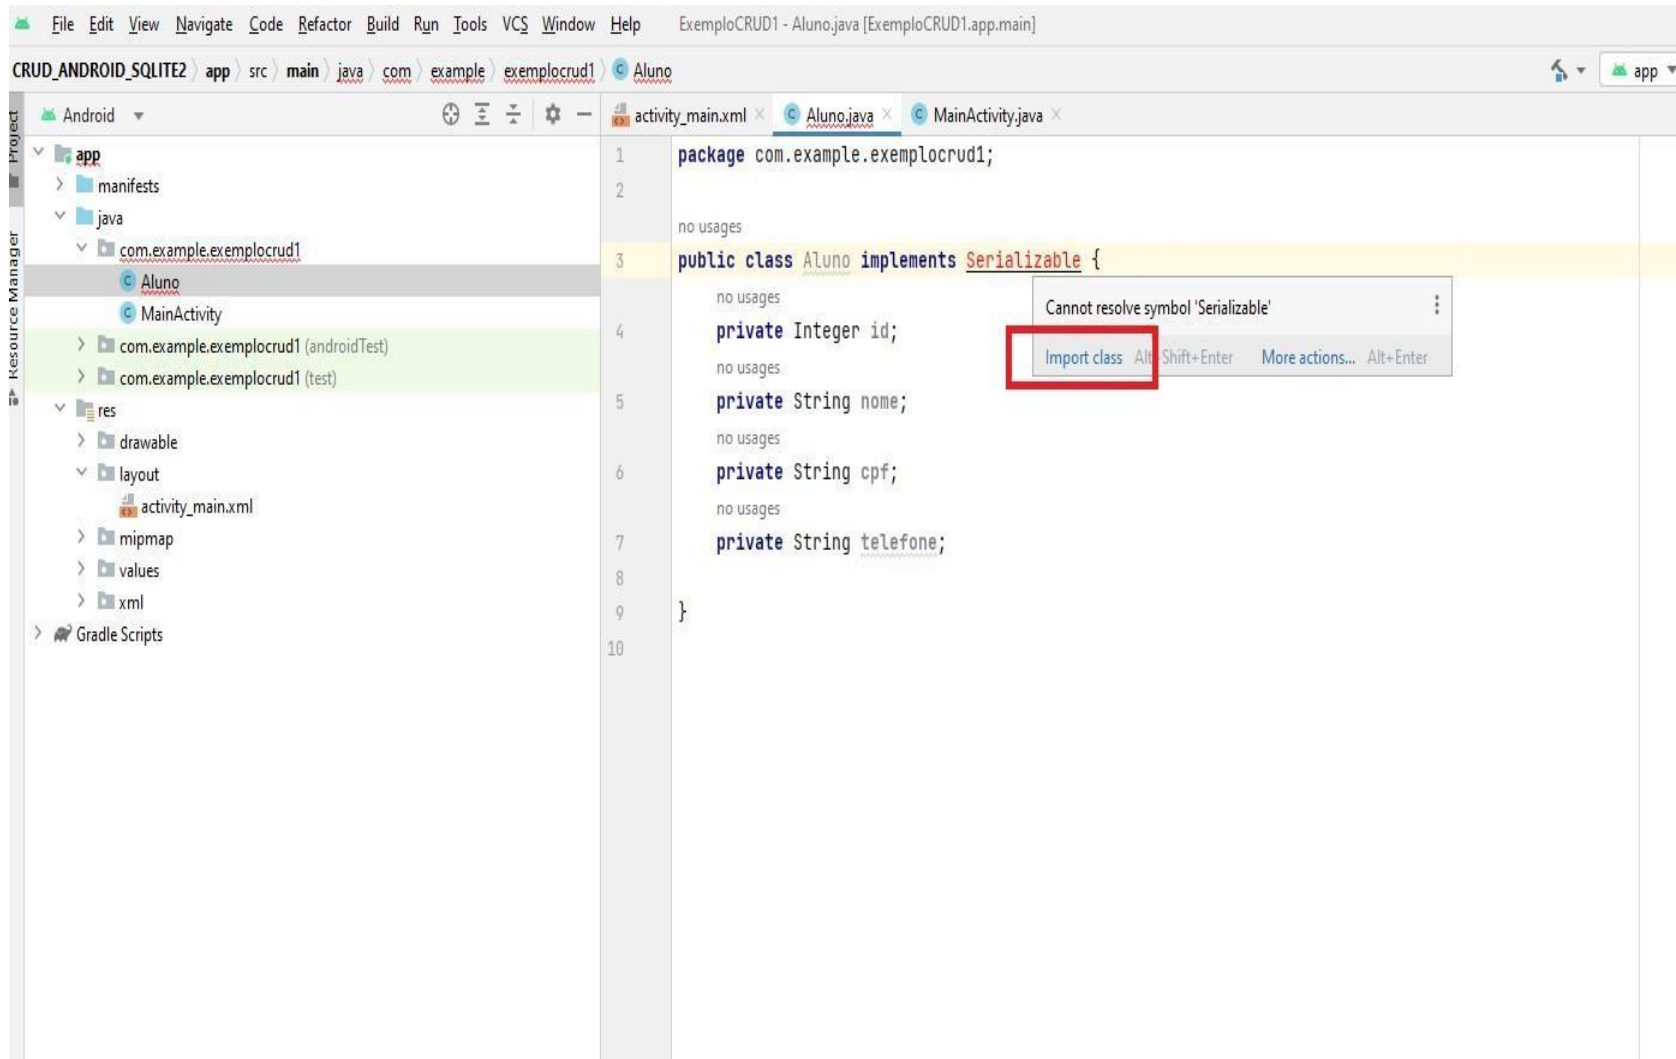 File Edit View Navigate Code Refactor Build Run Tools VCS Window Help ExemploCRUD1 - Aluno.java [ExemploCRUD1.app.main]
CRUD_ANDROID_SQLITE2 app src main java com example exemplocrud1 Aluno app
Project
Resource Manager
Android
app
manifests
java
com.example.exemplocrud1
Aluno
MainActivity
com.example.exemplocrud1 (androidTest)
com.example.exemplocrud1 (test)
res
drawable
layout
activity_main.xml
mipmap
values
xml
Gradle Scripts
activity_main.xml Aluno.java MainActivity.java
1 package com.example.exemplocrud1;
2
no usages
3 public class Aluno implements Serializable {
no usages
4 private Integer id;
no usages
5 private String nome;
no usages
6 private String cpf;
no usages
7 private String telefone;
8
9 }
10
Cannot resolve symbol 'Serializable'
Import class Alt+Shift+Enter More actions... Alt+Enter